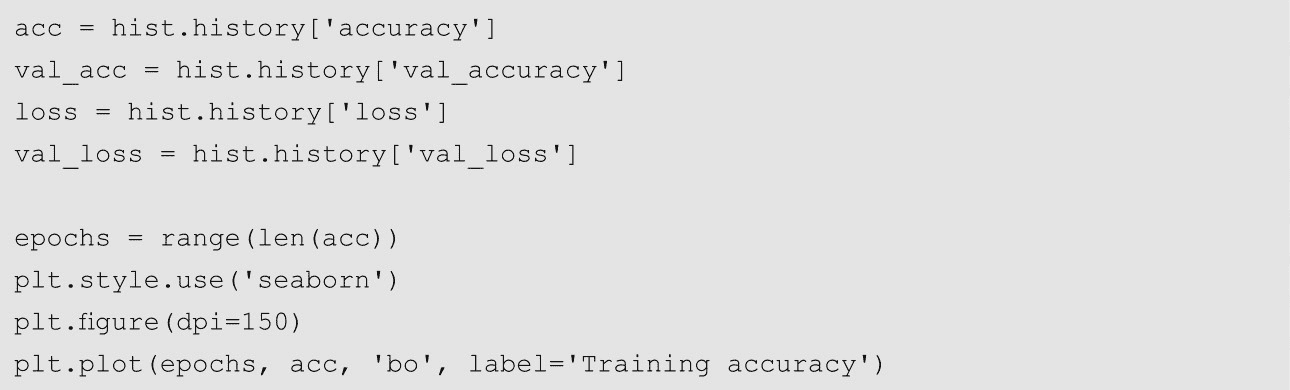 acc = hist.history['accuracy']
val_acc = hist.history['val_accuracy']
loss = hist.history['loss']
val_loss = hist.history['val_loss']
epochs = range(len(acc))
plt.style.use('seaborn')
plt.figure(dpi=150)
plt.plot(epochs, acc, 'bo', label='Training accuracy')